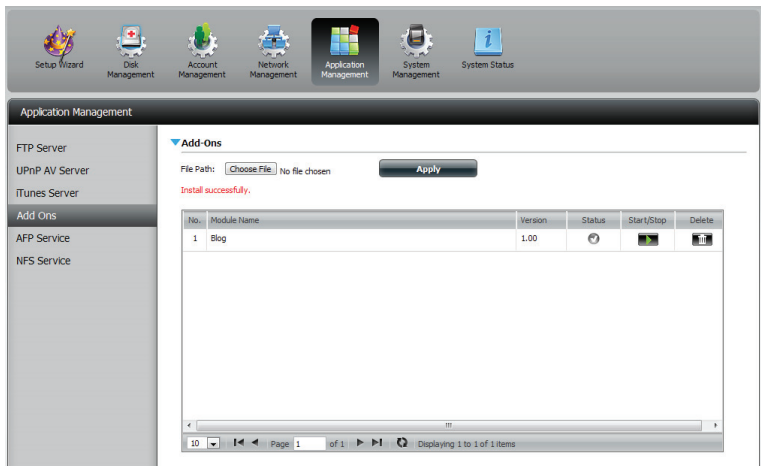 Setup Wizard
Disk Management
Account Management
Network Management
Application Management
System Management
System Status
Application Management
FTP Server
UPnP AV Server
iTunes Server
Add Ons
AFP Service
NFS Service
Add-Ons
File Path: Choose File No file chosen Apply
Install successfully.
No. Module Name Version Status Start/Stop Delete
1 Blog 1.00
10 Page 1 of 1 Displaying 1 to 1 of 1 items